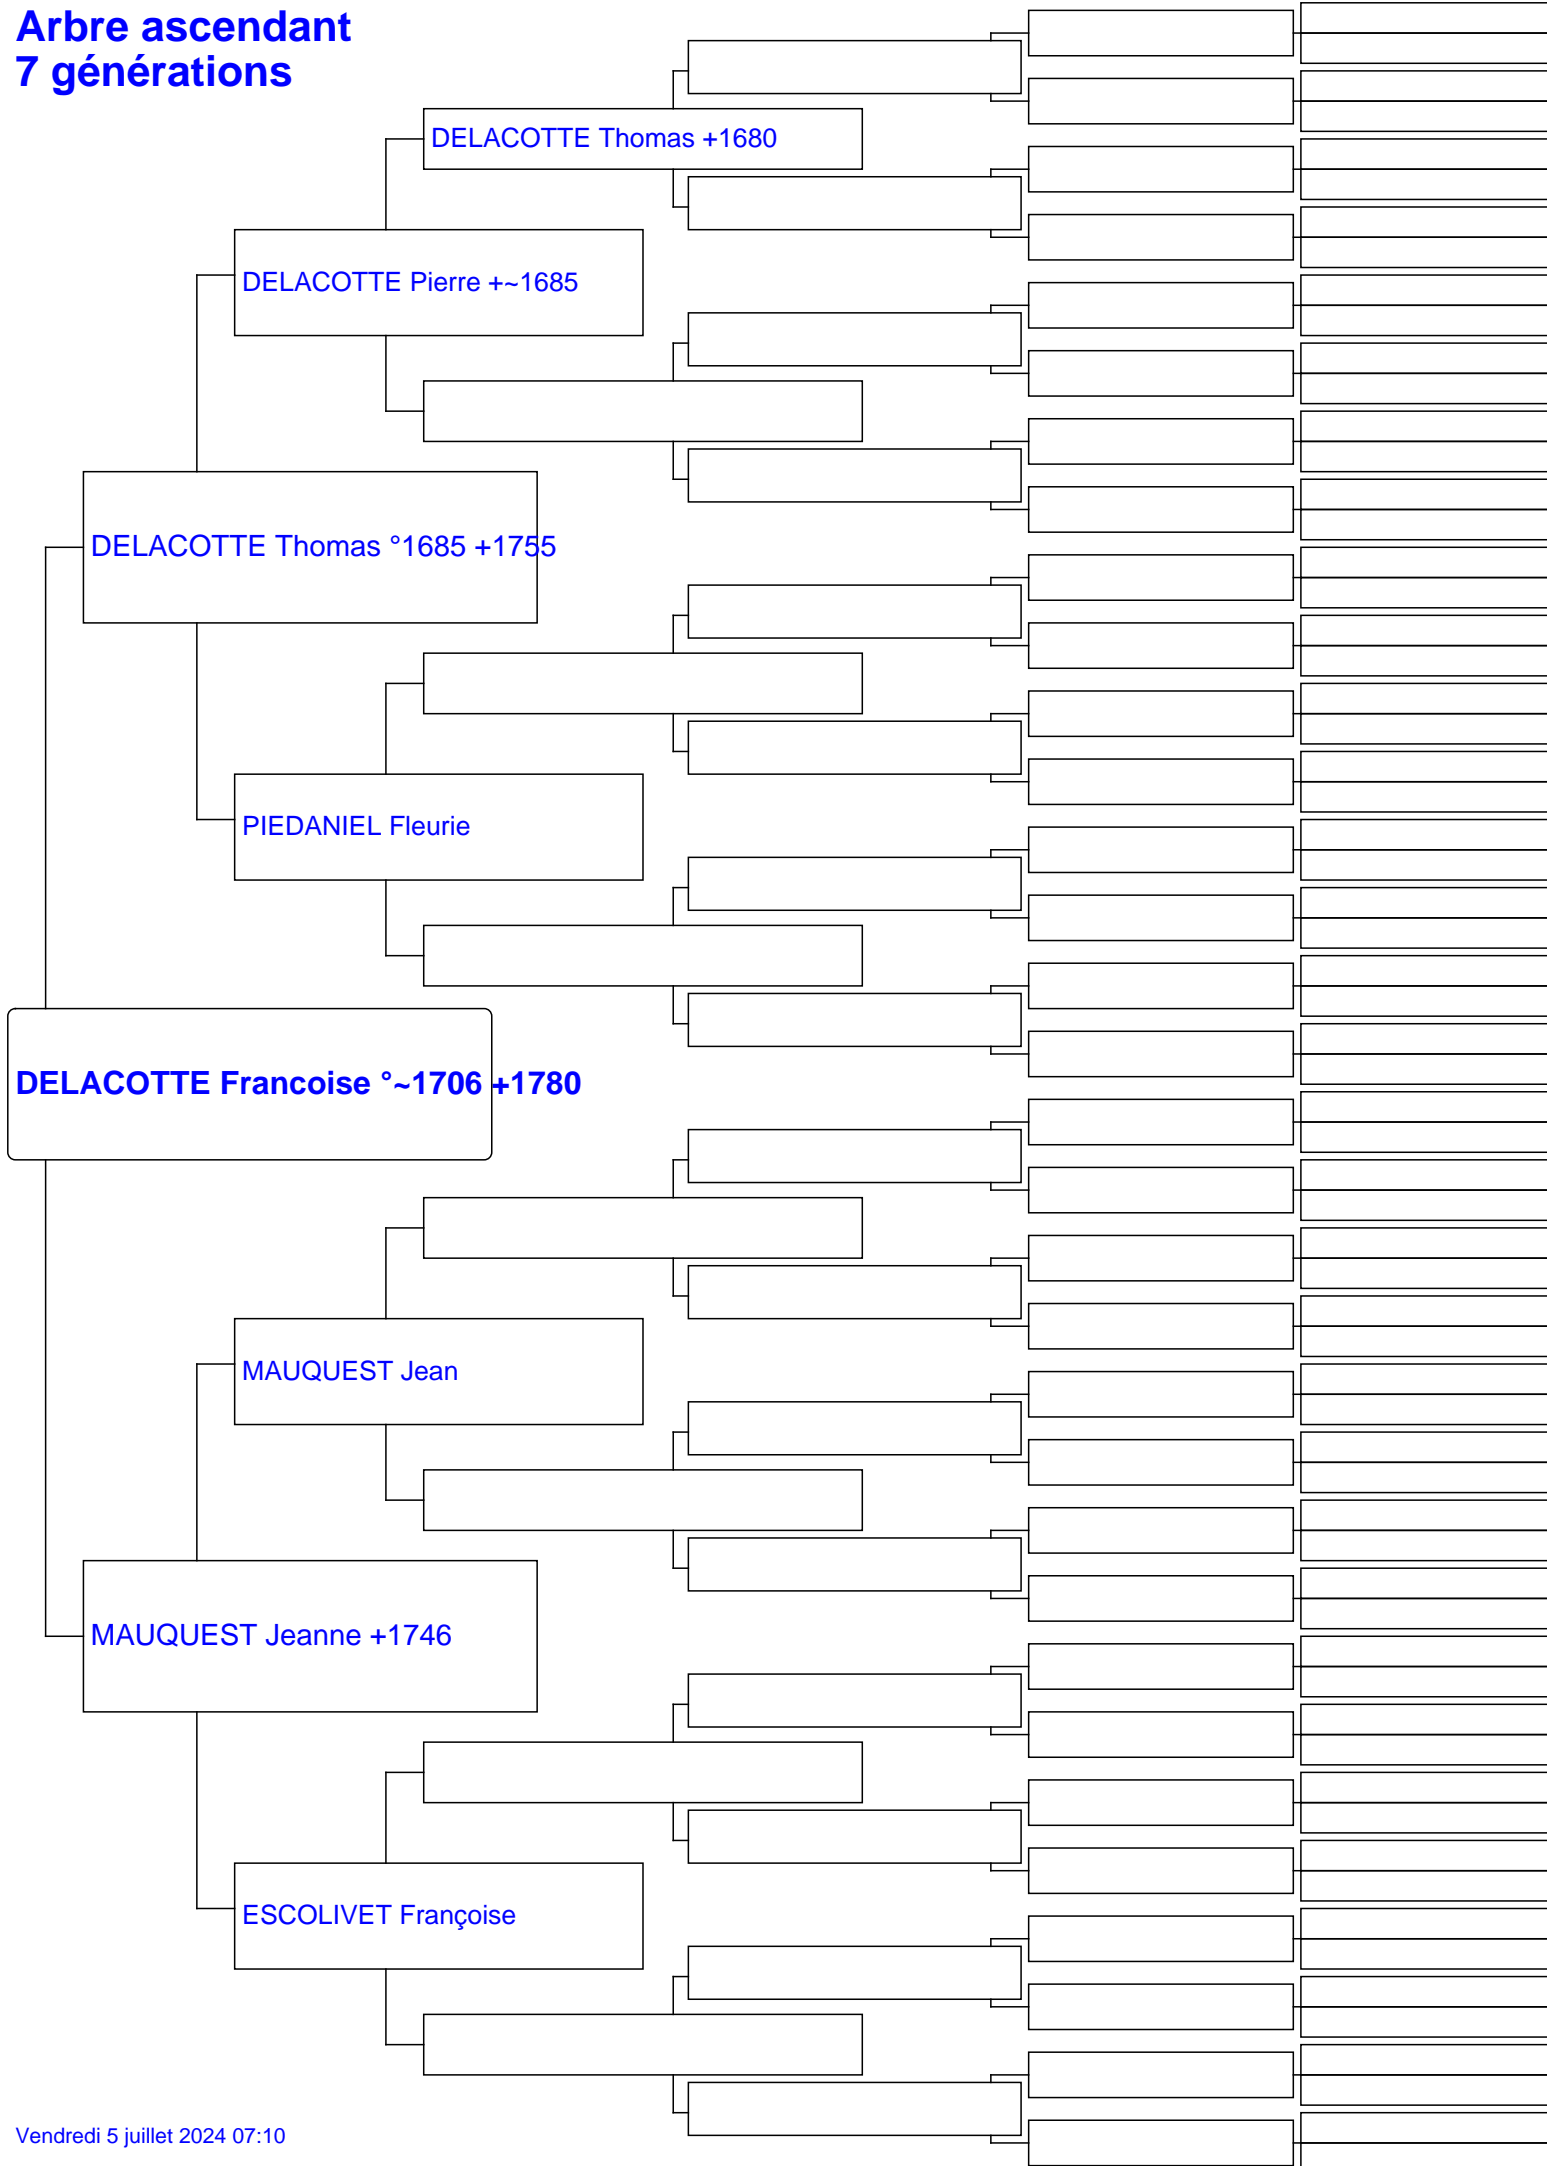 Arbre ascendant
7 générations
DELACOTTE Thomas +1680
DELACOTTE Pierre +~1685
DELACOTTE Thomas °1685 +1755
PIEDANIEL Fleurie
DELACOTTE Francoise °~1706 +1780
MAUQUEST Jean
MAUQUEST Jeanne +1746
ESCOLIVET Françoise
Vendredi 5 juillet 2024 07:10